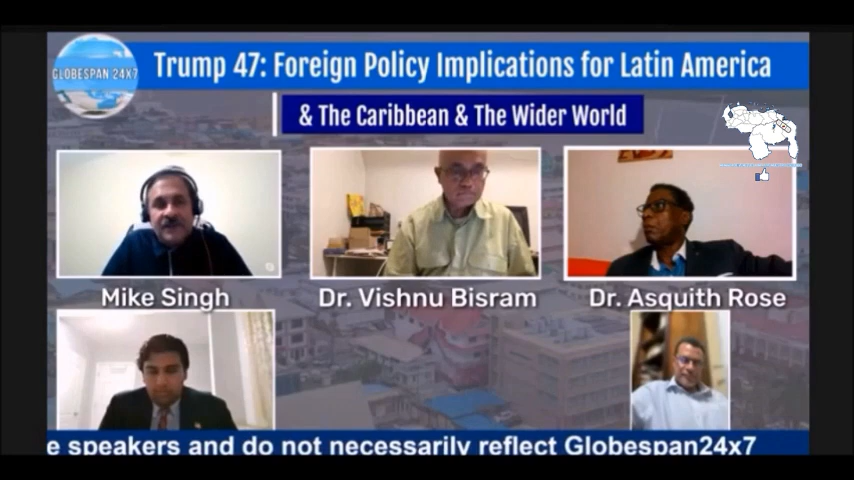 GLOBESPAN 24X7
Trump 47: Foreign Policy Implications for Latin America
& The Caribbean & The Wider World
Mike Singh
Dr. Vishnu Bisram
Dr. Asquith Rose
e speakers and do not necessarily reflect Globespan24x7